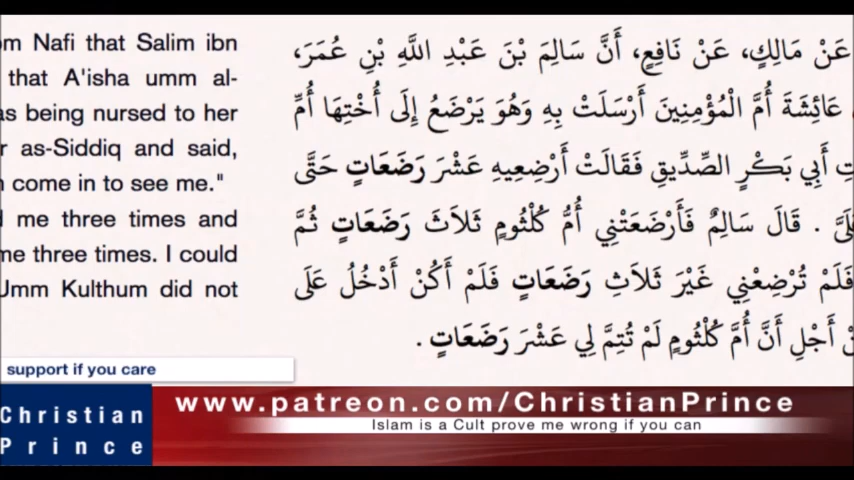 Nafi that Salim ibn
that A'isha umm al-
being nursed to her
as-Siddiq and said,
come in to see me."
me three times and
me three times. I could
Umm Kulthum did not
عَنْ مَالِكٍ، عَنْ نَافِعٍ، أَنَّ سَالِمَ بْنَ عَبْدِ اللَّهِ بْنِ عُمَرَ،
عَائِشَةَ أُمَّ الْمُؤْمِنِينَ أَرْسَلَتْ بِهِ وَهُوَ يَرْضَعُ إِلَى أُخْتِهَا أُمِّ
أَبِي بَكْرٍ الصِّدِّيقِ فَقَالَتْ أَرْضِعِيهِ عَشْرَ رَضَعَاتٍ حَتَّى
. قَالَ سَالِمٌ فَأَرْضَعَتْنِي أُمُّ كُلْثُومٍ ثَلاَثَ رَضَعَاتٍ ثُمَّ
فَلَمْ تُرْضِعْنِي غَيْرَ ثَلاَثِ رَضَعَاتٍ فَلَمْ أَكُنْ أَدْخُلُ عَلَى
أَجْلِ أَنَّ أُمَّ كُلْثُومٍ لَمْ تُتِمَّ لِي عَشْرَ رَضَعَاتٍ .
support if you care
Christian
Prince
www.patreon.com/ChristianPrince
Islam is a Cult prove me wrong if you can